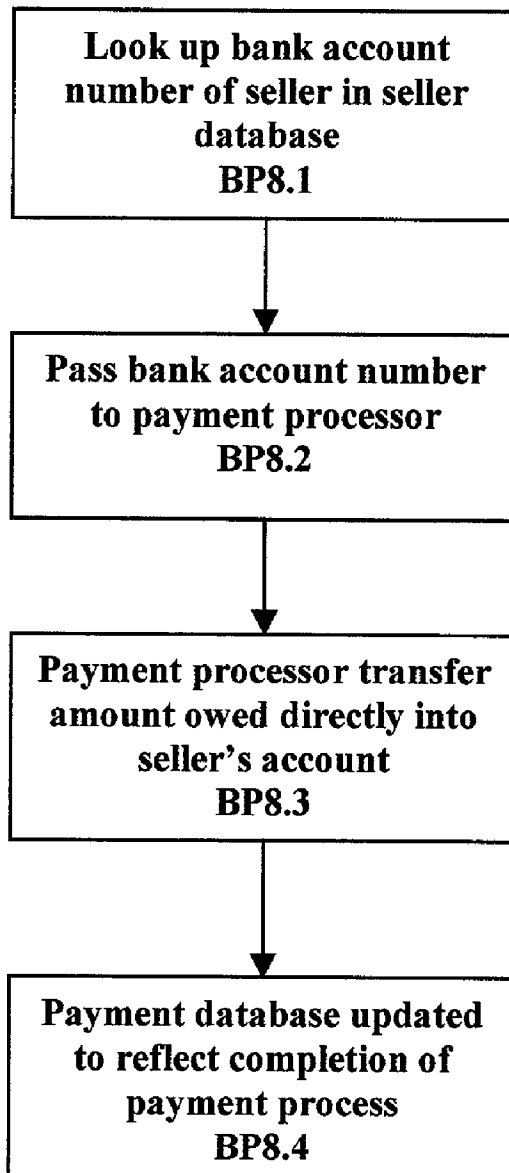 Look up bank account
number of seller in seller
database
BP8.1
Pass bank account number
to payment processor
BP8.2
Payment processor transfer
amount owed directly into
seller's account
BP8.3
Payment database updated
to reflect completion of
payment process
BP8.4